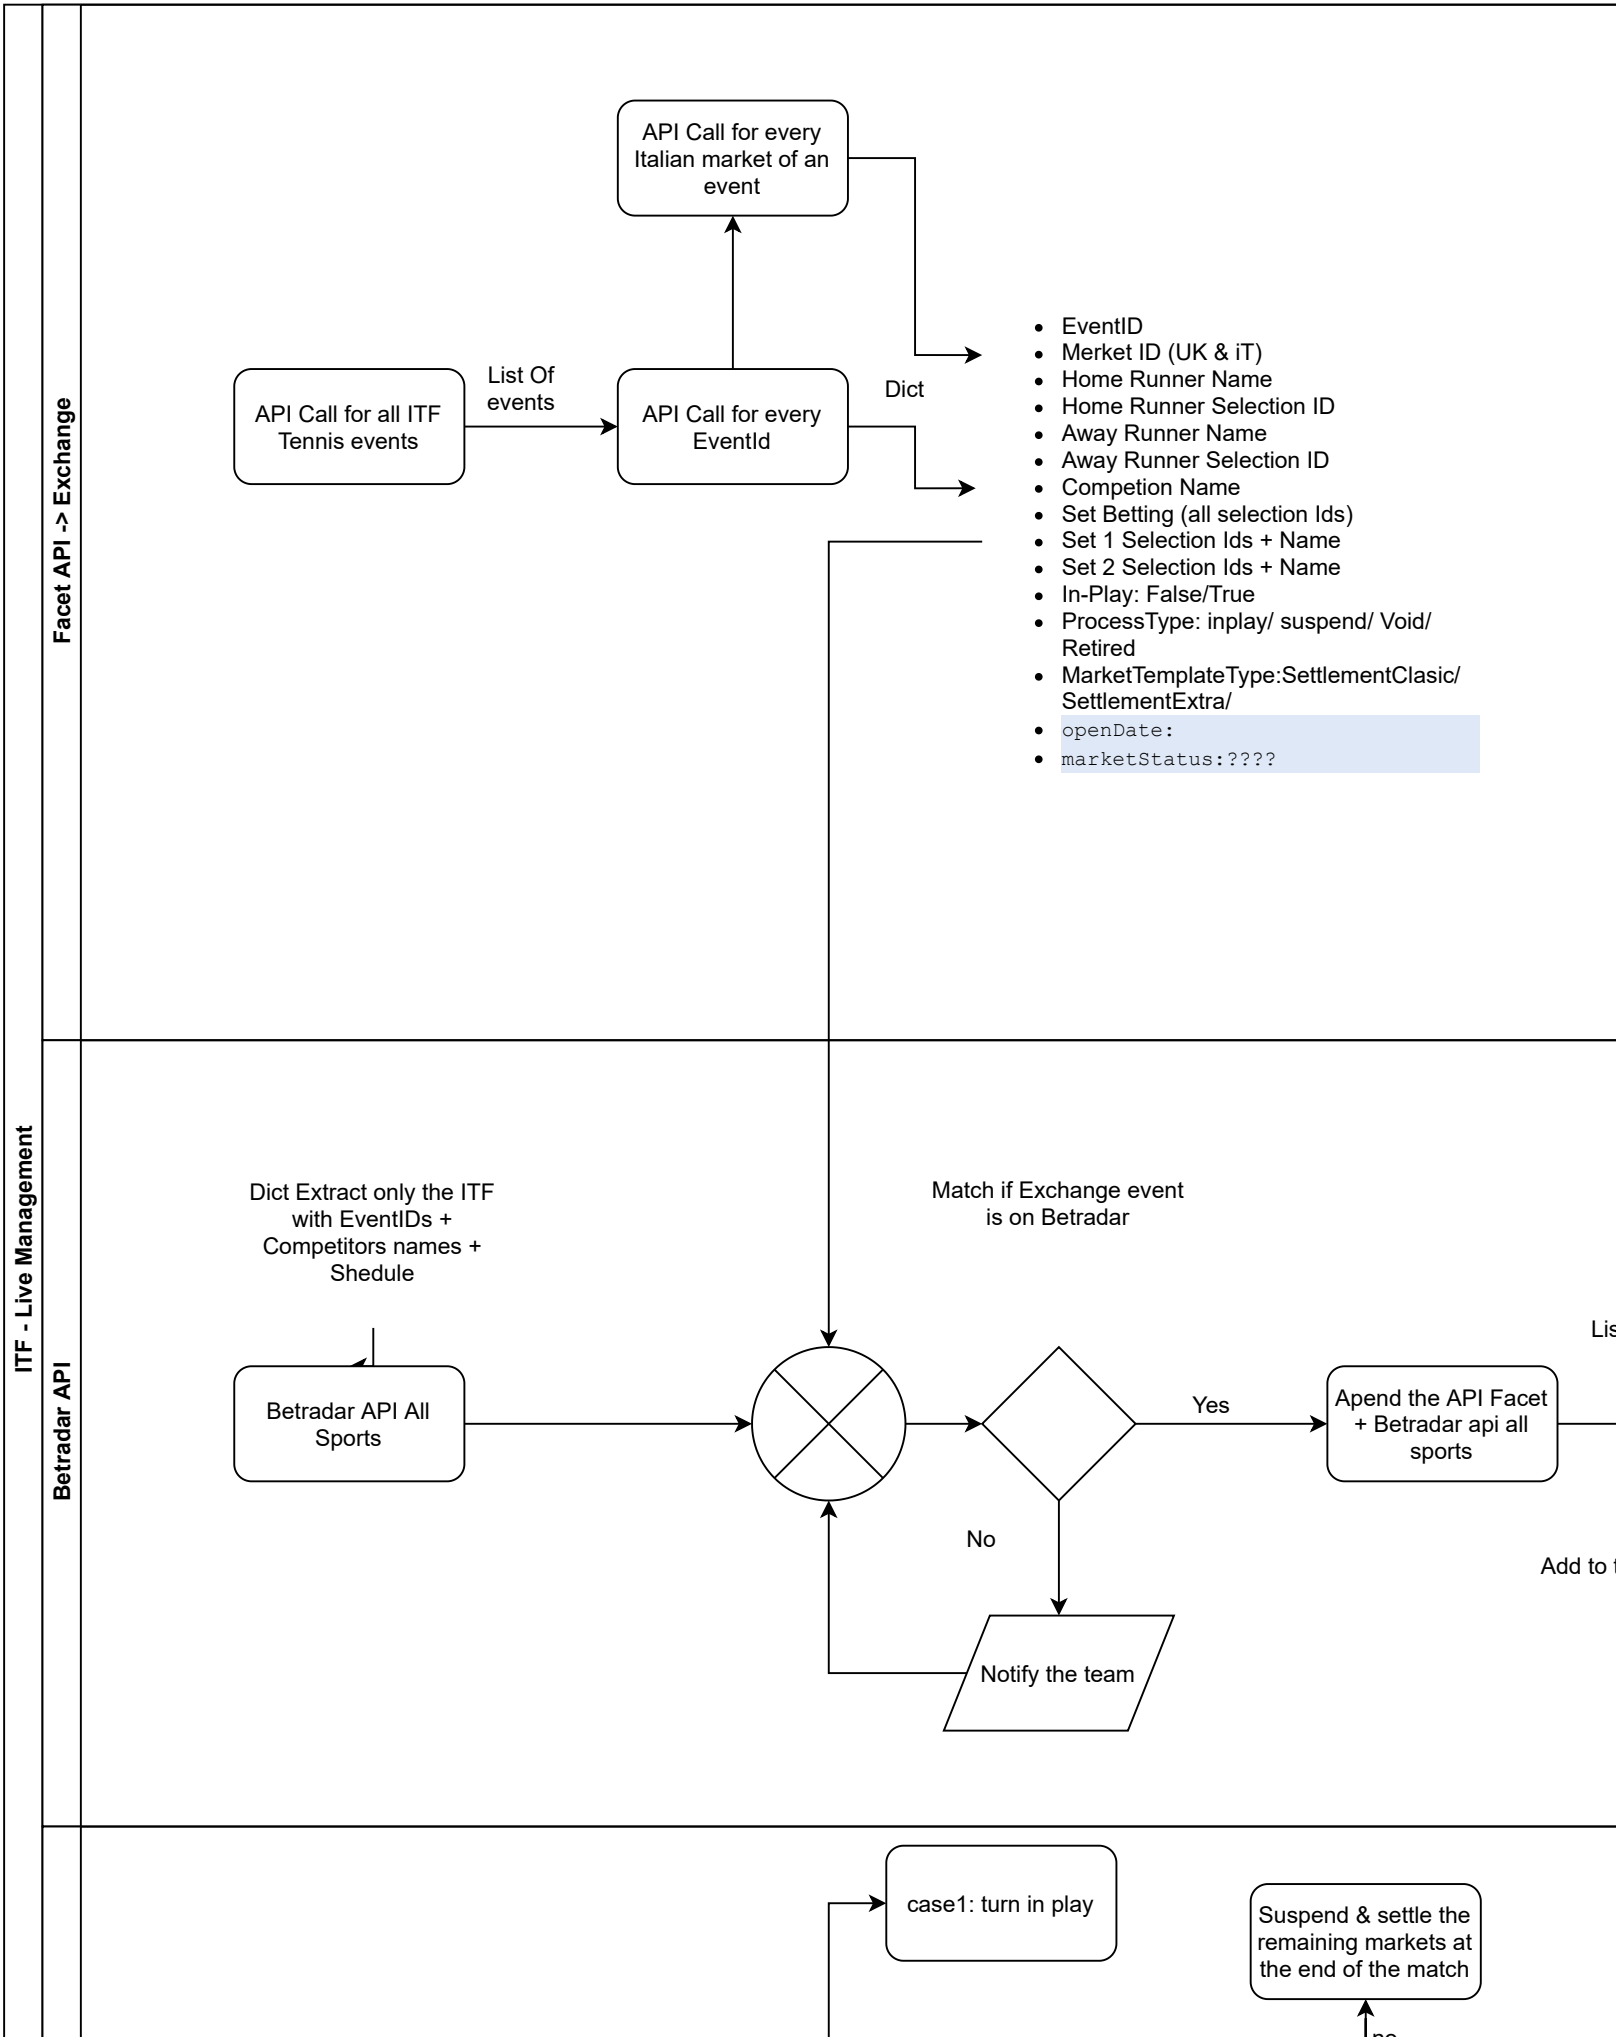 ITF - Live Management
Facet API -> Exchange
API Call for every
Italian market of an
event
API Call for all ITF
Tennis events
List Of
events
API Call for every
EventId
Dict
EventID
Merket ID (UK & iT)
Home Runner Name
Home Runner Selection ID
Away Runner Name
Away Runner Selection ID
Competion Name
Set Betting (all selection Ids)
Set 1 Selection Ids + Name
Set 2 Selection Ids + Name
In-Play: False/True
ProcessType: inplay/ suspend/ Void/
Retired
MarketTemplateType:SettlementClasic/
SettlementExtra/
openDate:
marketStatus:????
Betradar API
Dict Extract only the ITF
with EventIDs +
Competitors names +
Shedule
Betradar API All
Sports
Match if Exchange event
is on Betradar
Yes
No
Notify the team
Apend the API Facet
+ Betradar api all
sports
Add to
case1: turn in play
Suspend & settle the
remaining markets at
the end of the match